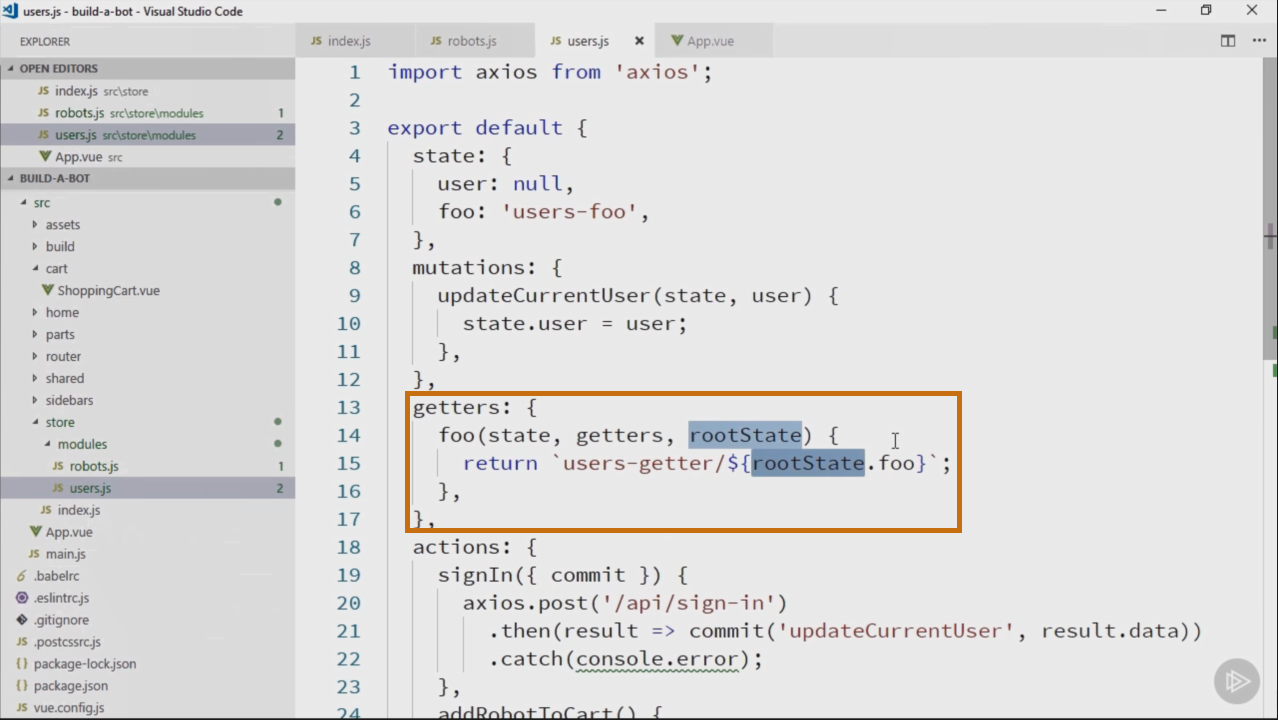 users.js - build-a-bot - Visual Studio Code
EXPLORER
OPEN EDITORS
JS index.js src\store
JS robots.js src\store\modules 1
JS users.js src\store\modules 2
App.vue src
BUILD-A-BOT
src
assets
build
cart
ShoppingCart.vue
home
parts
router
shared
sidebars
store
modules
JS robots.js 1
JS users.js 2
JS index.js
App.vue
JS main.js
.babelrc
.eslintrc.js
.gitignore
JS .postcssrc.js
{} package-lock.json
{} package.json
JS vue.config.js
JS index.js
JS robots.js
JS users.js
App.vue
1 import axios from 'axios';
2
3 export default {
4 state: {
5 user: null,
6 foo: 'users-foo',
7 },
8 mutations: {
9 updateCurrentUser(state, user) {
10 state.user = user;
11 },
12 },
13 getters: {
14 foo(state, getters, rootState) {
15 return `users-getter/${rootState.foo}`;
16 },
17 },
18 actions: {
19 signIn({ commit }) {
20 axios.post('/api/sign-in')
21 .then(result => commit('updateCurrentUser', result.data))
22 .catch(console.error);
23 },
24 addRobotToCart() {